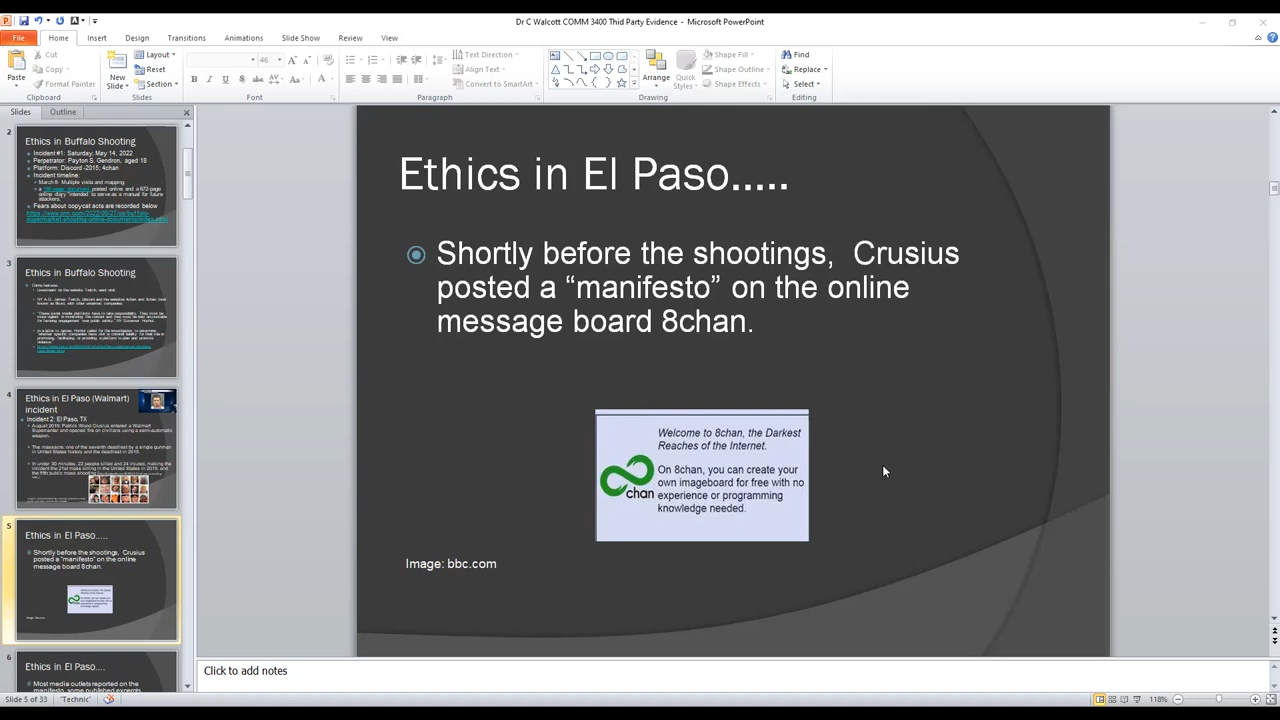 Dr C Walcott COMM 3400 Thid Party Evidence - Microsoft PowerPoint
File Home Insert Design Transitions Animations Slide Show Review View
Cut
Copy
Format Painter
Paste
Clipboard
New
Slide
Layout
Reset
Section
Slides
46
Font
Text Direction
Align Text
Convert to SmartArt
Paragraph
Arrange
Quick
Styles
Shape Fill
Shape Outline
Shape Effects
Drawing
Find
Replace
Select
Editing
Slides Outline
2
Ethics in Buffalo Shooting
Incident #1: Saturday, May 14, 2022
Perpetrator: Payton S. Gendron, aged 18
Platform: Discord -2015; 4chan
Incident timeline:
March 8- Multiple visits and mapping
posted online and a 672-page
online diary "intended to serve as a manual for future
attackers."
Fears about copycat acts are recorded below
3
Ethics in Buffalo Shooting
4
Ethics in El Paso (Walmart)
incident
Incident 2: El Paso, TX
August 2019: Patrick Wood Crusius entered a Walmart
Supercenter and opened fire on civilians using a semi-automatic
weapon.
The massacre: one of the seventh deadliest by a single gunman
in United States history and the deadliest in 2019.
In under 30 minutes, 22 people killed and 24 injured, making the
incident the 21st mass shooting in the United States in 2019, and
5
Ethics in El Paso.....
Shortly before the shootings, Crusius
posted a “manifesto” on the online
message board 8chan.
6
Ethics in El Paso....
Most media outlets reported on the
manifesto, some published excerpts
Ethics in El Paso.....
Shortly before the shootings, Crusius
posted a “manifesto” on the online
message board 8chan.
Welcome to 8chan, the Darkest
Reaches of the Internet.
On 8chan, you can create your
own imageboard for free with no
experience or programming
knowledge needed.
chan
Image: bbc.com
Click to add notes
Slide 5 of 33 "Technic" 118%